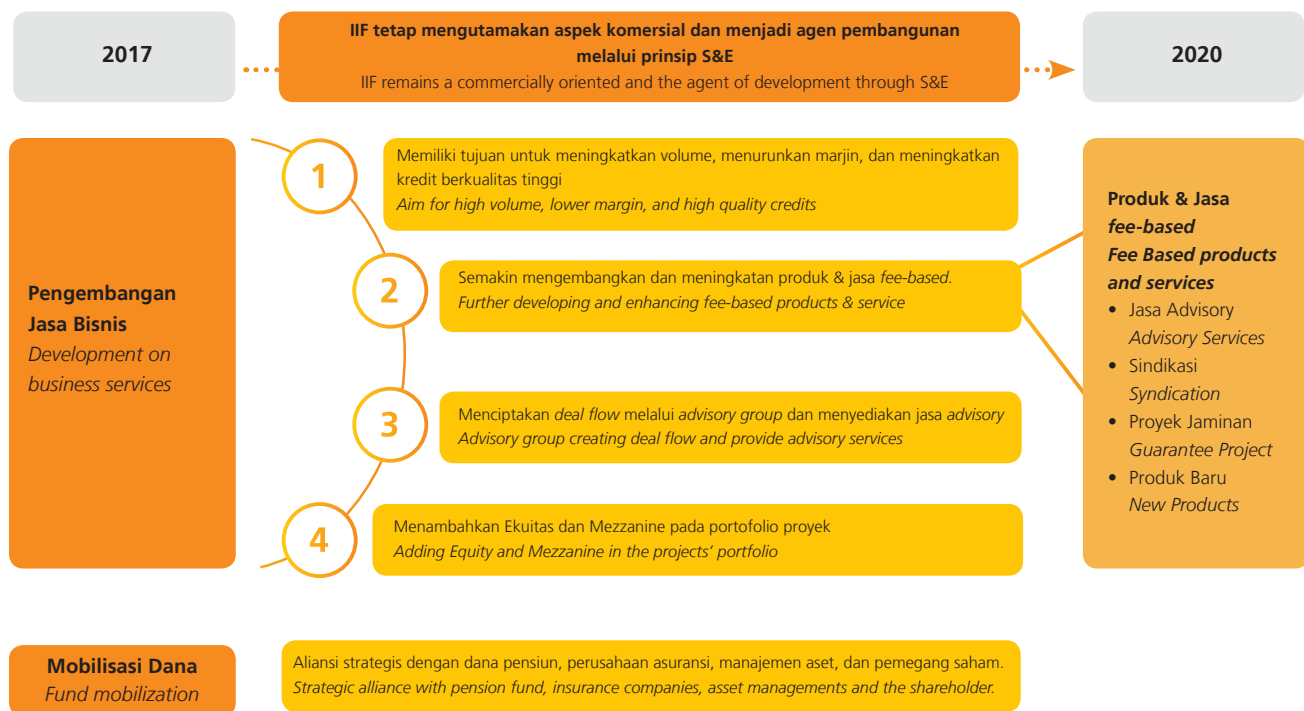 2017
IIF tetap mengutamakan aspek komersial dan menjadi agen pembangunan
melalui prinsip S&E
IIF remains a commercially oriented and the agent of development through S&E
2020
Pengembangan
Jasa Bisnis
Development on
business services
1
Memiliki tujuan untuk meningkatkan volume, menurunkan marjin, dan meningkatkan
kredit berkualitas tinggi
Aim for high volume, lower margin, and high quality credits
2
Semakin mengembangkan dan meningkatan produk & jasa fee-based.
Further developing and enhancing fee-based products & service
3
Menciptakan deal flow melalui advisory group dan menyediakan jasa advisory
Advisory group creating deal flow and provide advisory services
4
Menambahkan Ekuitas dan Mezzanine pada portofolio proyek
Adding Equity and Mezzanine in the projects' portfolio
Produk & Jasa
fee-based
Fee Based products
and services
• Jasa Advisory
Advisory Services
• Sindikasi
Syndication
• Proyek Jaminan
Guarantee Project
• Produk Baru
New Products
Mobilisasi Dana
Fund mobilization
Aliansi strategis dengan dana pensiun, perusahaan asuransi, manajemen aset, dan pemegang saham.
Strategic alliance with pension fund, insurance companies, asset managements and the shareholder.